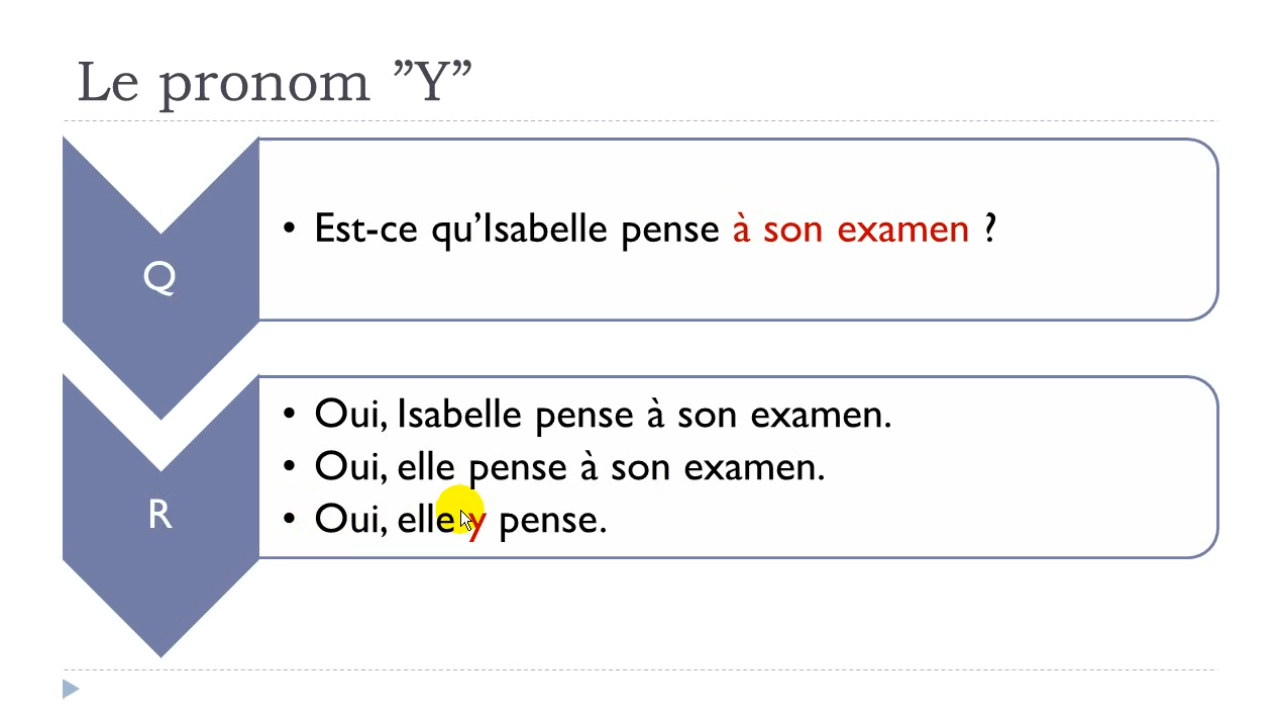 Le pronom ”Y”
Q
• Est-ce qu’Isabelle pense à son examen ?
R
• Oui, Isabelle pense à son examen.
• Oui, elle pense à son examen.
• Oui, elle y pense.